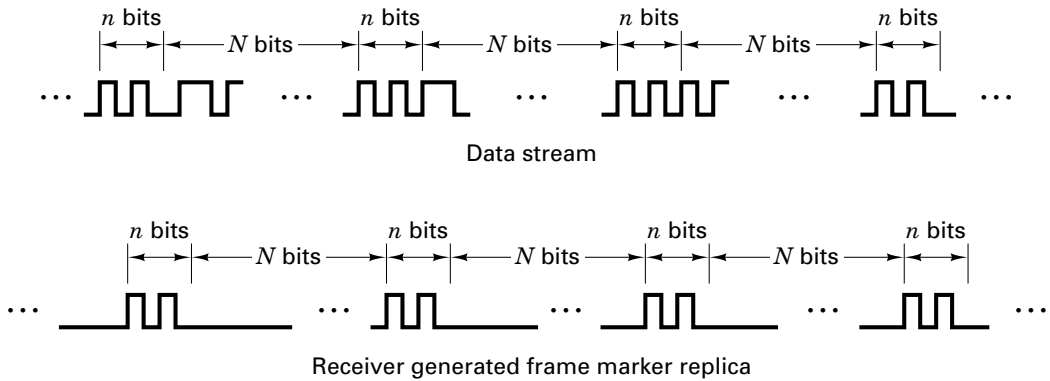 n bits n bits n bits n bits
N bits N bits N bits
... ... ... ... ...
Data stream
n bits n bits n bits n bits
N bits N bits N bits
... ... ... ... ...
Receiver generated frame marker replica